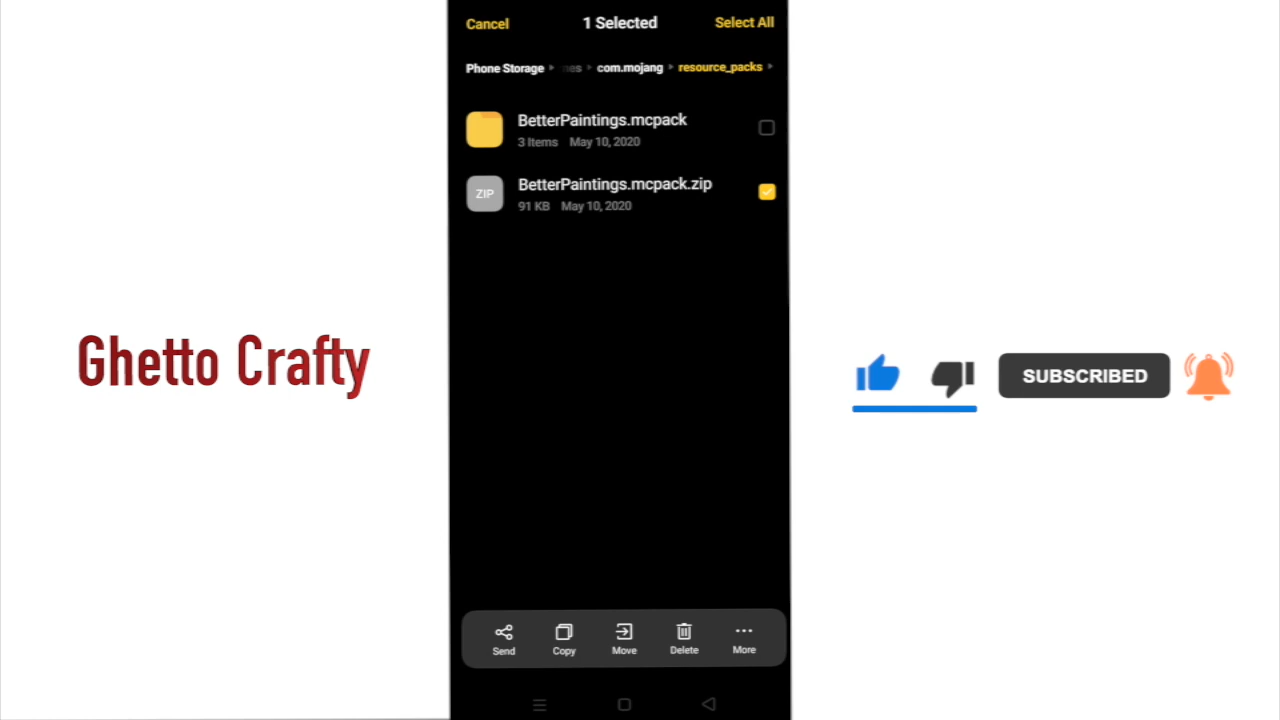 Cancel 1 Selected Select All
Phone Storage com.mojang resource_packs
BetterPaintings.mcpack
3 Items May 10, 2020
ZIP
BetterPaintings.mcpack.zip
91 KB May 10, 2020
Ghetto Crafty
SUBSCRIBED
Send Copy Move Delete More